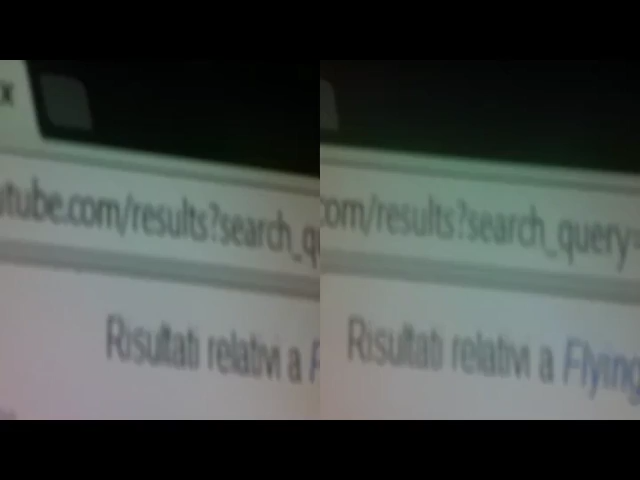 x
utube.com/results?search_q
com/results?search_query=
Risultati relativi a F
Risultati relativi a Flying